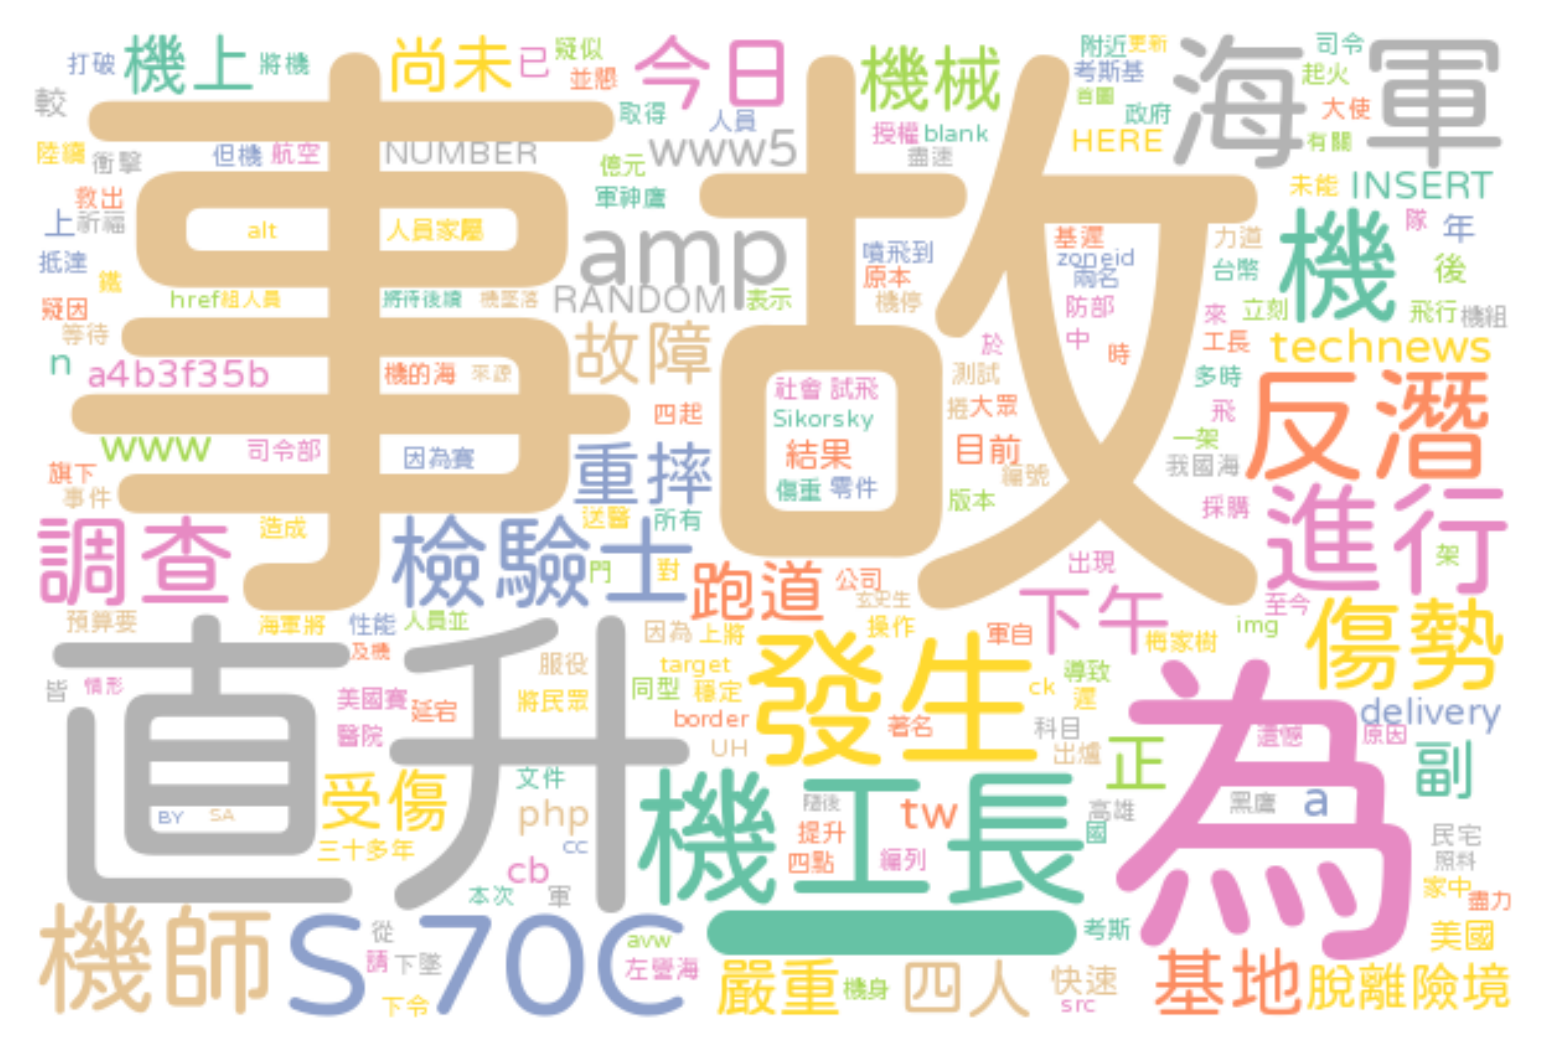 打破
機上
將機
尚未
已
疑似
並懇
今日
機械
附近
更新
考斯基
首圖
海軍
司令
起火
大使
較
取得
人員
授權
blank
政府
有關
陸續
衝擊
但機
航空
NUMBER
億元
www5
盡速
HERE
事故
救出
軍神鷹
未能
INSERT
上
祈福
alt
人員家屬
amp
噴飛到
基遲
力道
機
隊
年
抵達
zoneid
原本
兩名
台幣
後
鐵
href
組人員
將待後續
機墜落
RANDOM
表示
機停
防部
來
立刻
飛行
機組
疑因
等待
故障
於
中
時
工長
technews
n
a4b3f35b
機的海
來源
社會
試飛
測試
多時
反潛
四起
Sikorsky
捲
大眾
飛
www
司令部
因為賽
重摔
結果
目前
一架
我國海
旗下
傷重
零件
編號
事件
版本
採購
進行
調查
造成
檢驗士
送醫
所有
門
對
跑道
公司
出現
架
預算要
海軍將
性能
人員並
因為
上將
操作
軍自
下午
至今
梅家樹
img
傷勢
直升
及機
服役
target
發生
導致
為
皆
情形
美國賽
延宕
將民眾
同型
穩定
ck
遲
醫院
border
著名
科目
遺憾
delivery
原因
UH
出爐
正
副
受傷
文件
機工長
隨後
tw
高雄
黑鷹
a
BY
SA
php
提升
國
民宅
三十多年
cc
四點
編列
照料
cb
本次
軍
家中
盡力
機師
S
70C
從
考斯
美國
請
下墜
avw
左營海
嚴重
機身
四人
快速
基地
脫離險境
下令
src